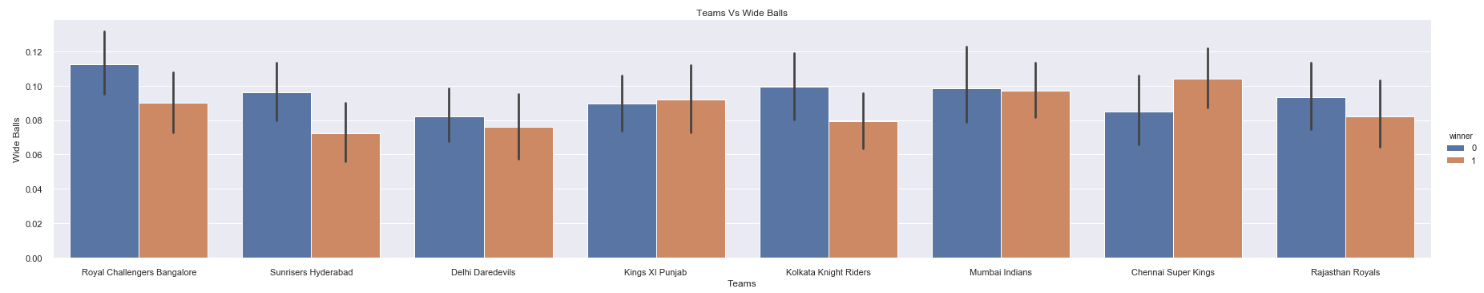 Teams Vs Wide Balls
Wide Balls
0.12
0.10
0.08
0.06
0.04
0.02
0.00
Royal Challengers Bangalore
Sunrisers Hyderabad
Delhi Daredevils
Kings XI Punjab
Kolkata Knight Riders
Mumbai Indians
Chennai Super Kings
Rajasthan Royals
Teams
winner
0
1